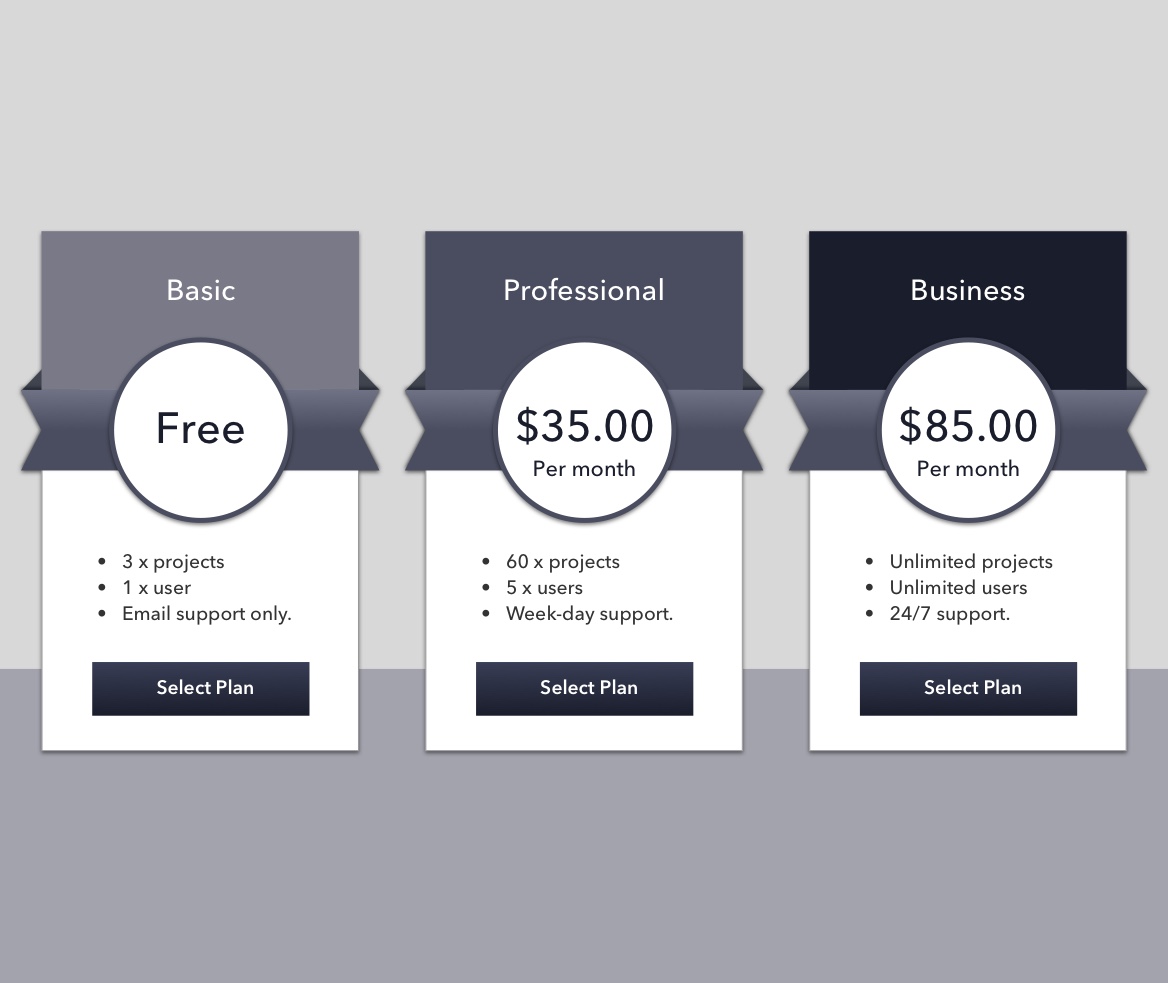 Basic
Free
• 3 x projects
• 1 x user
• Email support only.
Select Plan
Professional
$35.00
Per month
• 60 x projects
• 5 x users
• Week-day support.
Select Plan
Business
$85.00
Per month
• Unlimited projects
• Unlimited users
• 24/7 support.
Select Plan